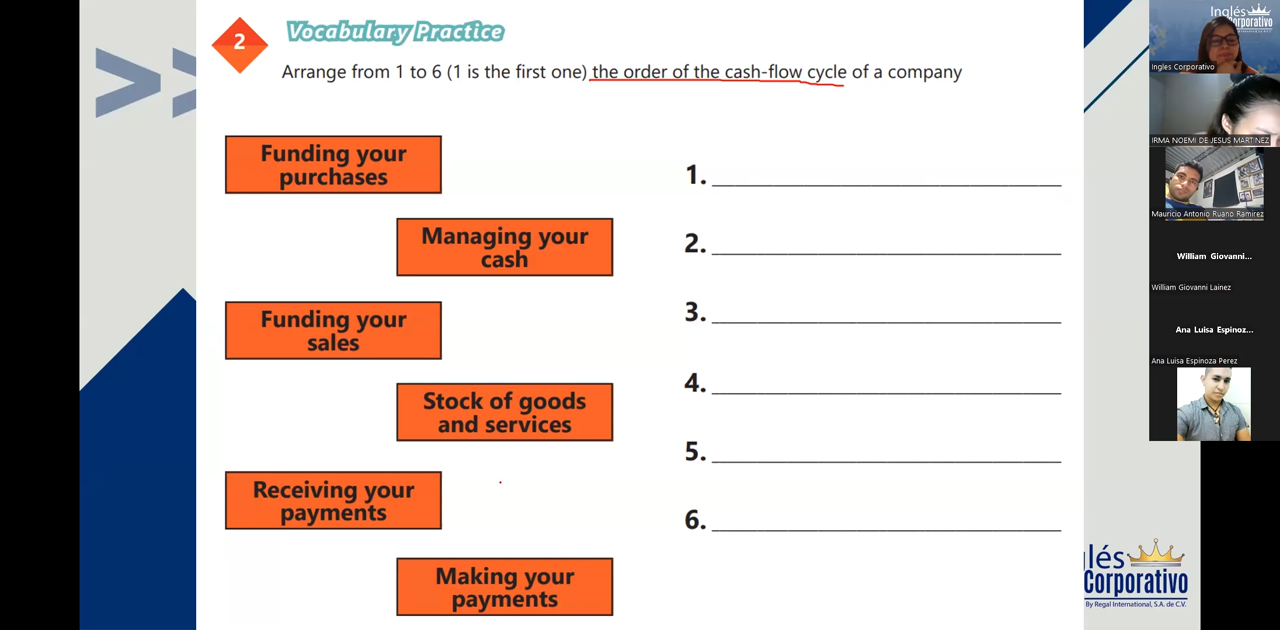 2
Vocabulary Practice
Arrange from 1 to 6 (1 is the first one) the order of the cash-flow cycle of a company
Funding your
purchases
Managing your
cash
Funding your
sales
Stock of goods
and services
Receiving your
payments
Making your
payments
1.
2.
3.
4.
5.
6.
Inglés
Corporativo
Ingles Corporativo
IRMA NOEMI DE JESUS MARTINEZ
Mauricio Antonio Ruano Ramirez
William Giovanni...
William Giovanni Lainez
Ana Luisa Espinoz...
Ana Luisa Espinoza Perez
lés
Corporativo
By Regal International, S.A. de C.V.